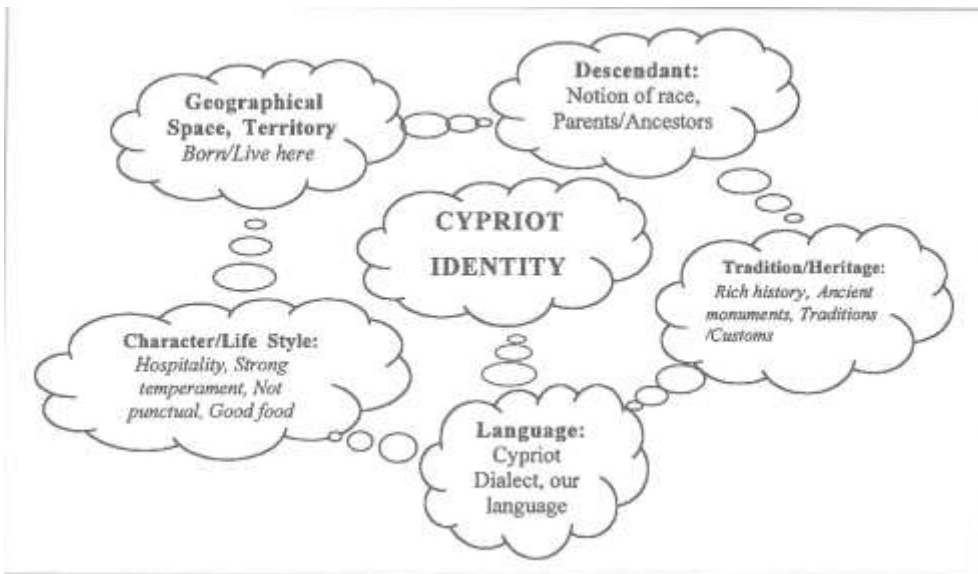 Geographical
Space, Territory
Born/Live here
Descendant:
Notion of race,
Parents/Ancestors
CYPRIOT
IDENTITY
Tradition/Heritage:
Rich history, Ancient
monuments, Traditions
/Customs
Character/Life Style:
Hospitality, Strong
temperament, Not
punctual, Good food
Language:
Cypriot
Dialect, our
language